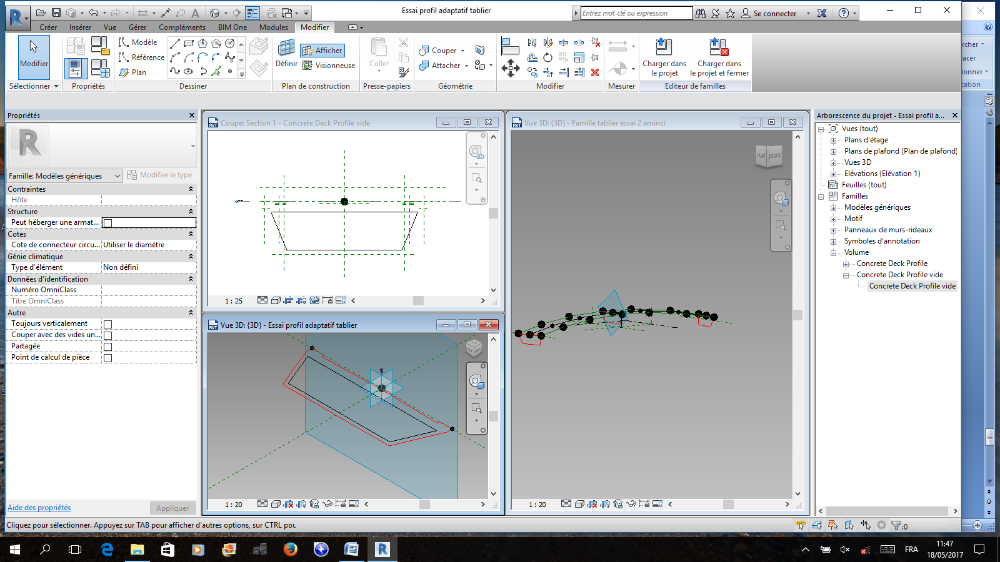 Essai profil adaptatif tablier
Entrez mot-clé ou expression
Se connecter
Créer
Insérer
Vue
Gérer
Compléments
BIM One
Modules
Modifier
Modifier
Modèle
Référence
Plan
Définir
Afficher
Visionneuse
Coller
Couper
Attacher
Charger dans
le projet
Charger dans
le projet et fermer
Sélectionner
Propriétés
Dessiner
Plan de construction
Presse-papiers
Géométrie
Modifier
Mesurer
Editeur de familles
Propriétés
Famille: Modèles génériques
Modifier le type
Contraintes
Hôte
Structure
Peut héberger une armat...
Cotes
Cote de connecteur circu...
Utiliser le diamètre
Génie climatique
Type d'élément
Non défini
Données d'identification
Numéro OmniClass
Titre OmniClass
Autre
Toujours verticalement
Couper avec des vides un...
Partagée
Point de calcul de pièce
Aide des propriétés
Appliquer
Coupe: Section 1 - Concrete Deck Profile vide
2D
1 : 25
Vue 3D: {3D} - Essai profil adaptatif tablier
1
1 : 20
Vue 3D: {3D} - Famille tablier essai 2 aminci
DROITE
1 : 20
Arborescence du projet - Essai profil a...
Vues (tout)
Plans d'étage
Plans de plafond (Plan de plafond)
Vues 3D
Elévations (Elévation 1)
Feuilles (tout)
Familles
Modèles génériques
Motif
Panneaux de murs-rideaux
Symboles d'annotation
Volume
Concrete Deck Profile
Concrete Deck Profile vide
Concrete Deck Profile vide
rcher
lacer
ionner
cation
Cliquez pour sélectionner. Appuyez sur TAB pour afficher d'autres options, sur CTRL pou
:0
FRA
11:47
18/05/2017